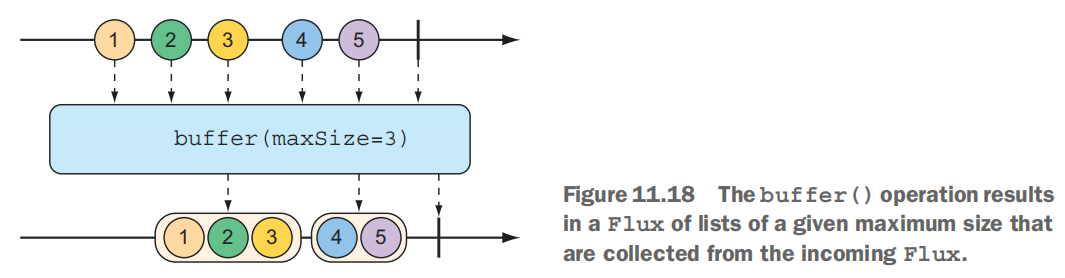 1 2 3 4 5
buffer(maxSize=3)
1 2 3 4 5
Figure 11.18 The buffer() operation results
in a Flux of lists of a given maximum size that
are collected from the incoming Flux.